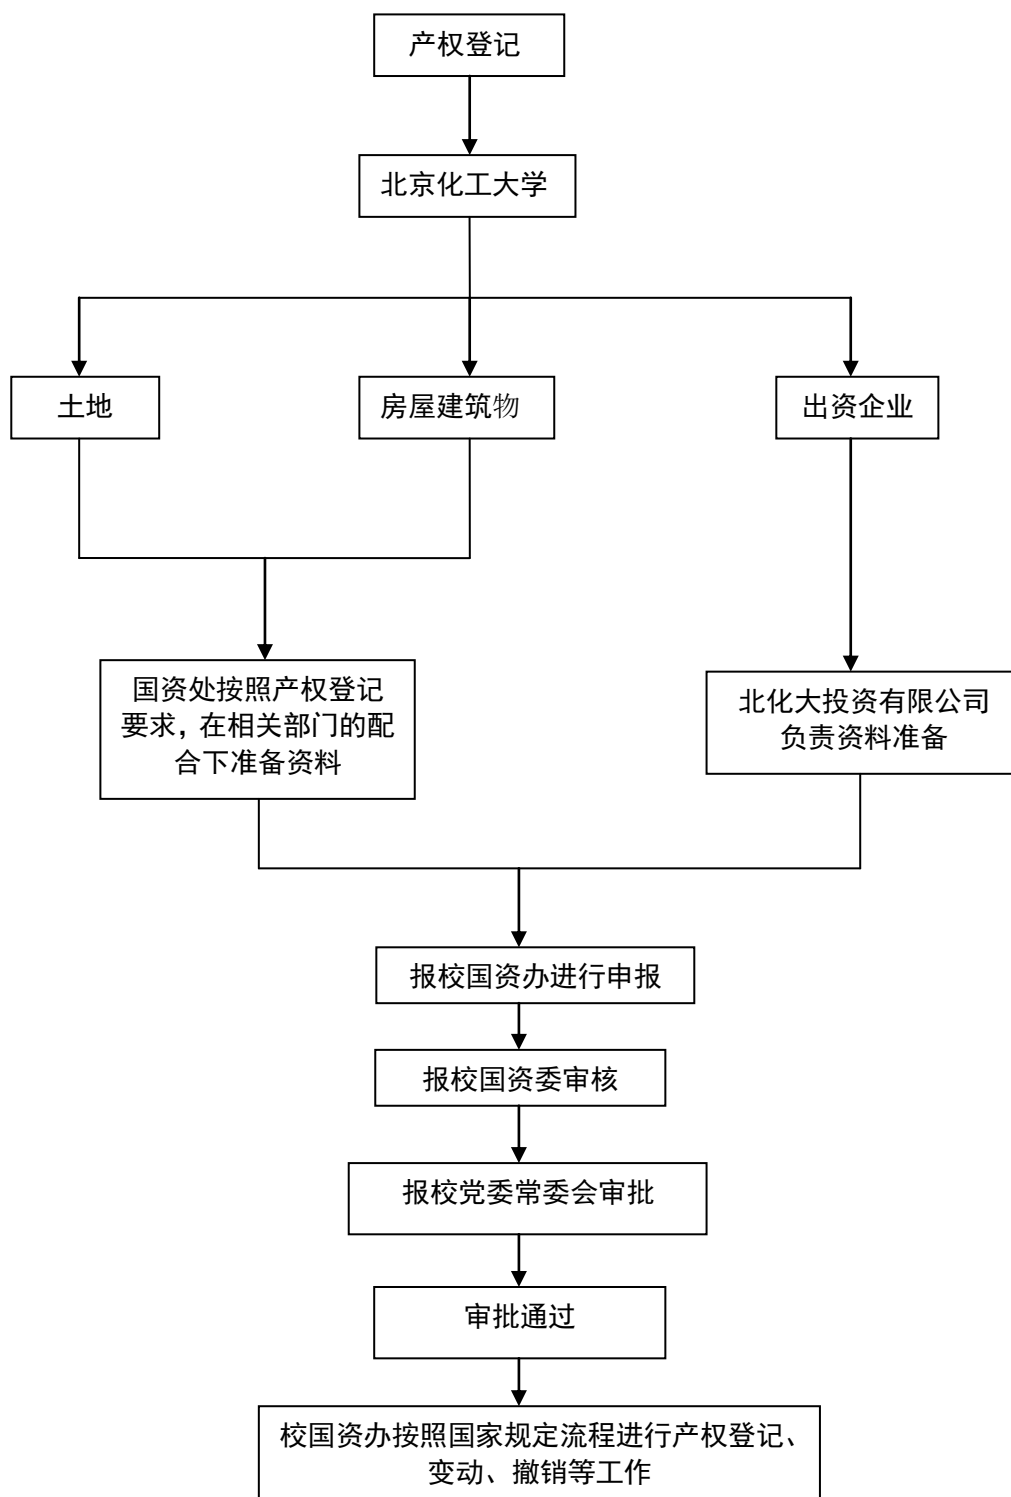 产权登记
北京化工大学
土地
房屋建筑物
出资企业
国资处按照产权登记
要求，在相关部门的配
合下准备资料
北化大投资有限公司
负责资料准备
报校国资办进行申报
报校国资委审核
报校党委常委会审批
审批通过
校国资办按照国家规定流程进行产权登记、
变动、撤销等工作